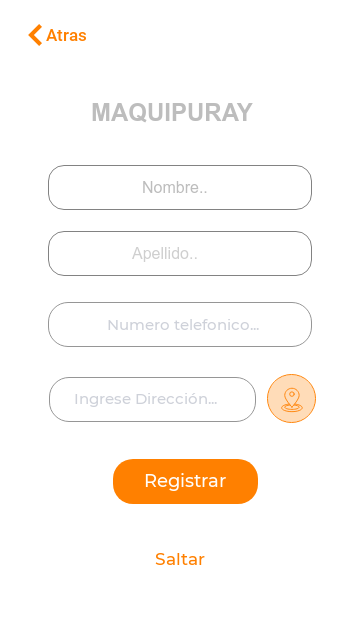 Atras
MAQUIPURAY
Nombre..
Apellido..
Numero telefonico...
Ingrese Dirección...
Registrar
Saltar